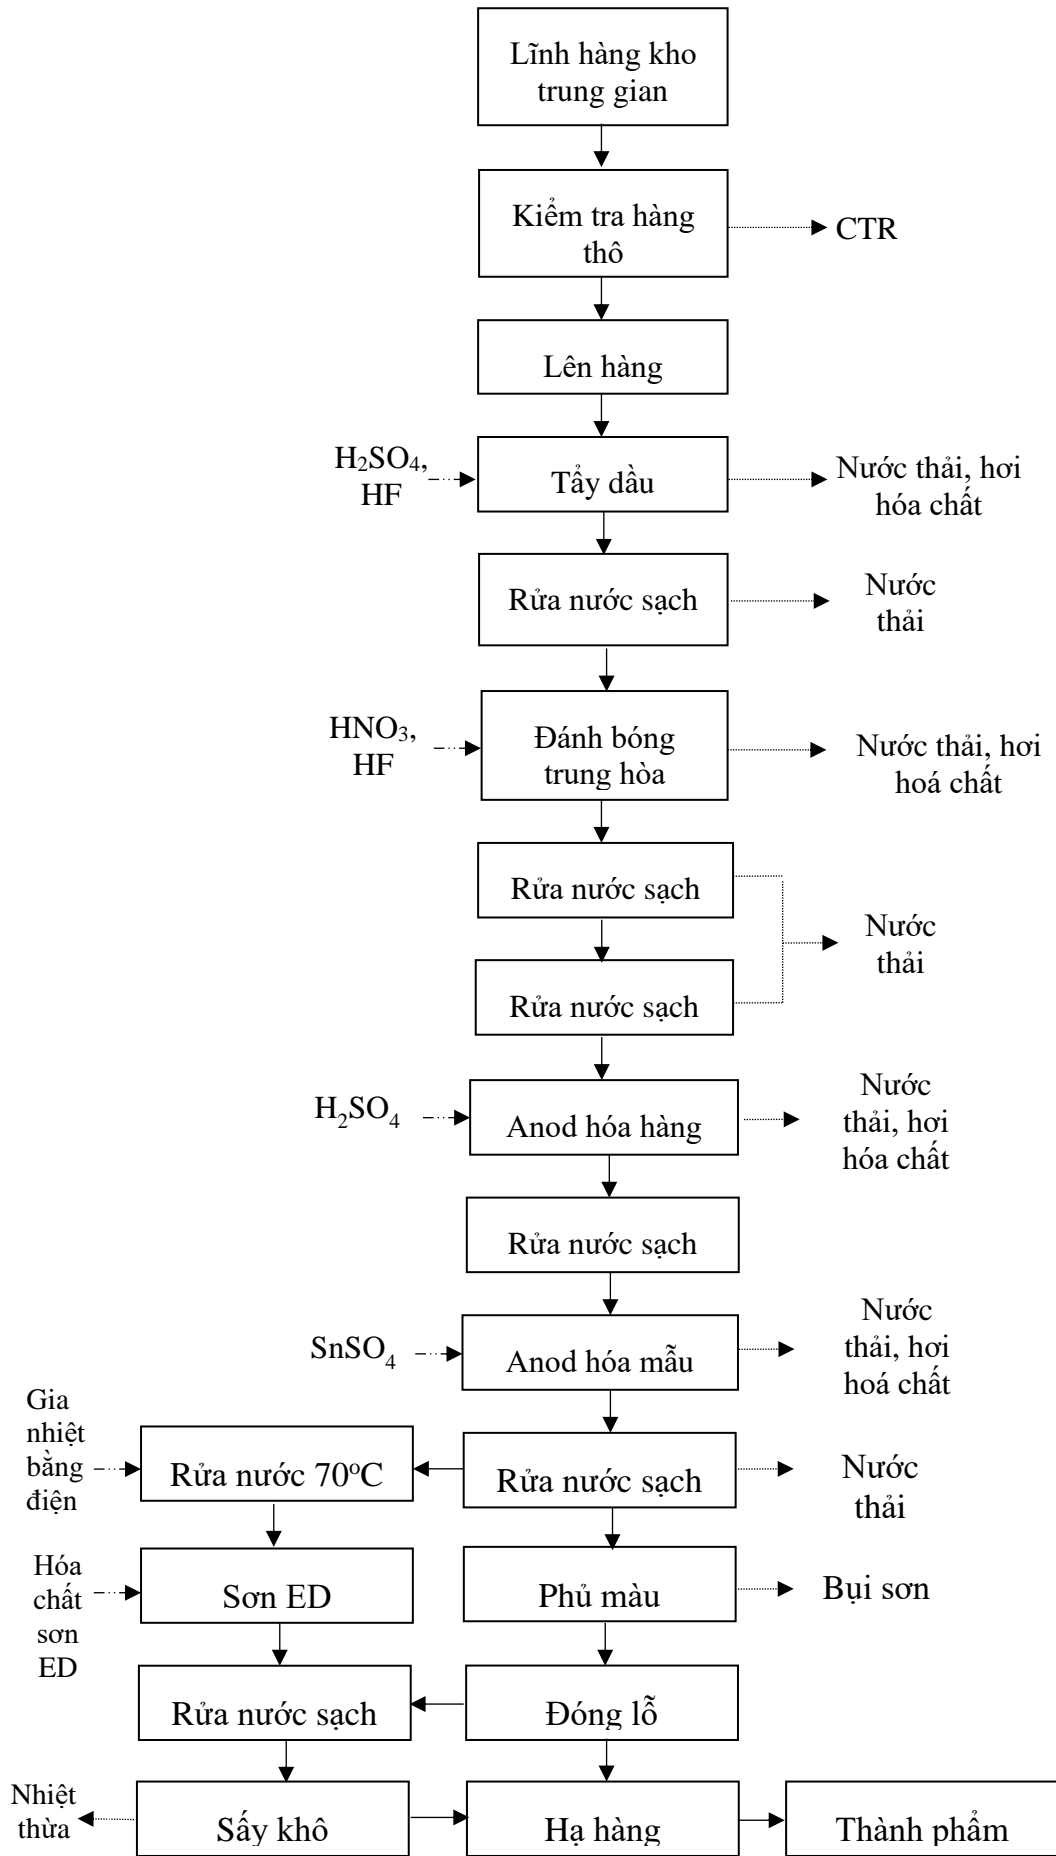 Lĩnh hàng kho
trung gian
Kiểm tra hàng
thô
CTR
Lên hàng
H₂SO₄,
HF
Tẩy dầu
Nước thải, hơi
hóa chất
Rửa nước sạch
Nước
thải
HNO₃,
HF
Đánh bóng
trung hòa
Nước thải, hơi
hoá chất
Rửa nước sạch
Nước
thải
Rửa nước sạch
H₂SO₄
Anod hóa hàng
Nước
thải, hơi
hóa chất
Rửa nước sạch
SnSO₄
Anod hóa mẫu
Nước
thải, hơi
hoá chất
Gia
nhiệt
bằng
điện
Rửa nước 70ºC
Rửa nước sạch
Nước
thải
Hóa
chất
sơn
ED
Sơn ED
Phủ màu
Bụi sơn
Rửa nước sạch
Đóng lỗ
Nhiệt
thừa
Sấy khô
Hạ hàng
Thành phẩm